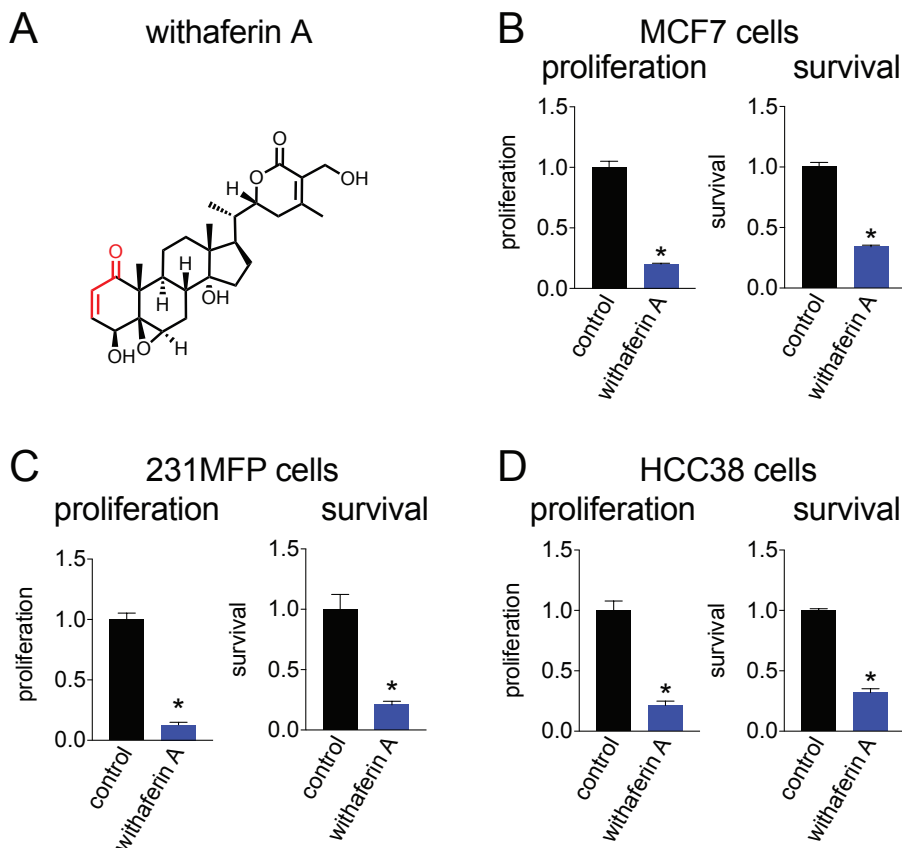 A withaferin A
O
O
H
OH
O
H
H
OH
OH
O
H
B MCF7 cells
proliferation survival
proliferation
1.5
1.0
0.5
0.0
*
control
withaferin A
survival
1.5
1.0
0.5
0.0
*
control
withaferin A
C 231MFP cells
proliferation survival
proliferation
1.5
1.0
0.5
0.0
*
control
withaferin A
survival
1.5
1.0
0.5
0.0
*
control
withaferin A
D HCC38 cells
proliferation survival
proliferation
1.5
1.0
0.5
0.0
*
control
withaferin A
survival
1.5
1.0
0.5
0.0
*
control
withaferin A